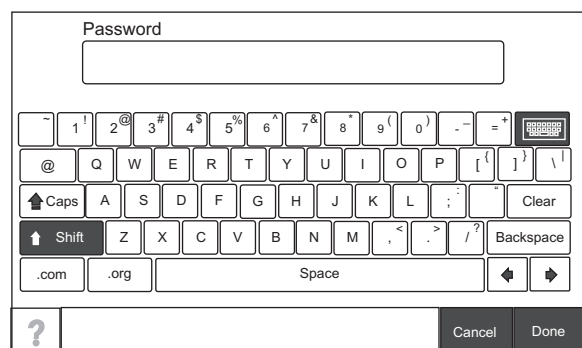 Password
~ 1 ! 2 @ 3 # 4 $ 5 % 6 ^ 7 & 8 * 9 ( 0 ) - _ = +
@ Q W E R T Y U I O P [ { ] } \ |
Caps A S D F G H J K L ; : " Clear
Shift Z X C V B N M , < . > / ? Backspace
.com .org Space
? Cancel Done